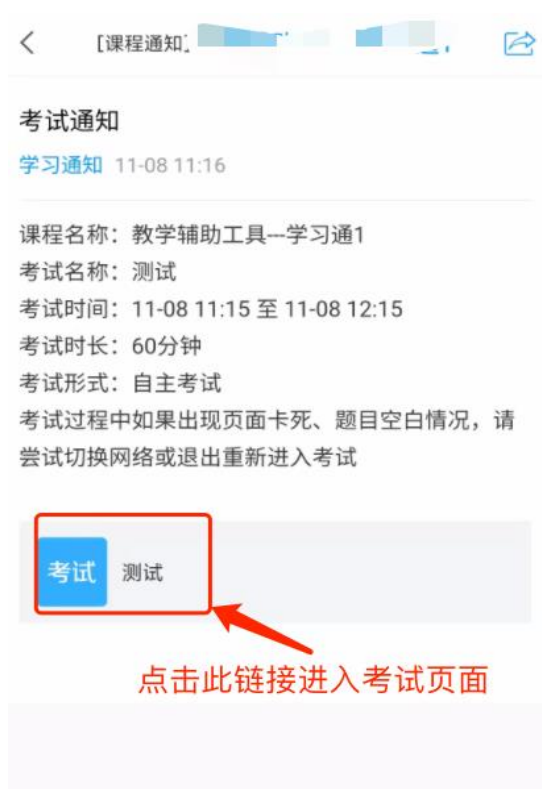 [课程通知]
考试通知
学习通知 11-08 11:16
课程名称：教学辅助工具---学习通1
考试名称：测试
考试时间：11-08 11:15 至 11-08 12:15
考试时长：60分钟
考试形式：自主考试
考试过程中如果出现页面卡死、题目空白情况，请
尝试切换网络或退出重新进入考试
考试 测试
点击此链接进入考试页面